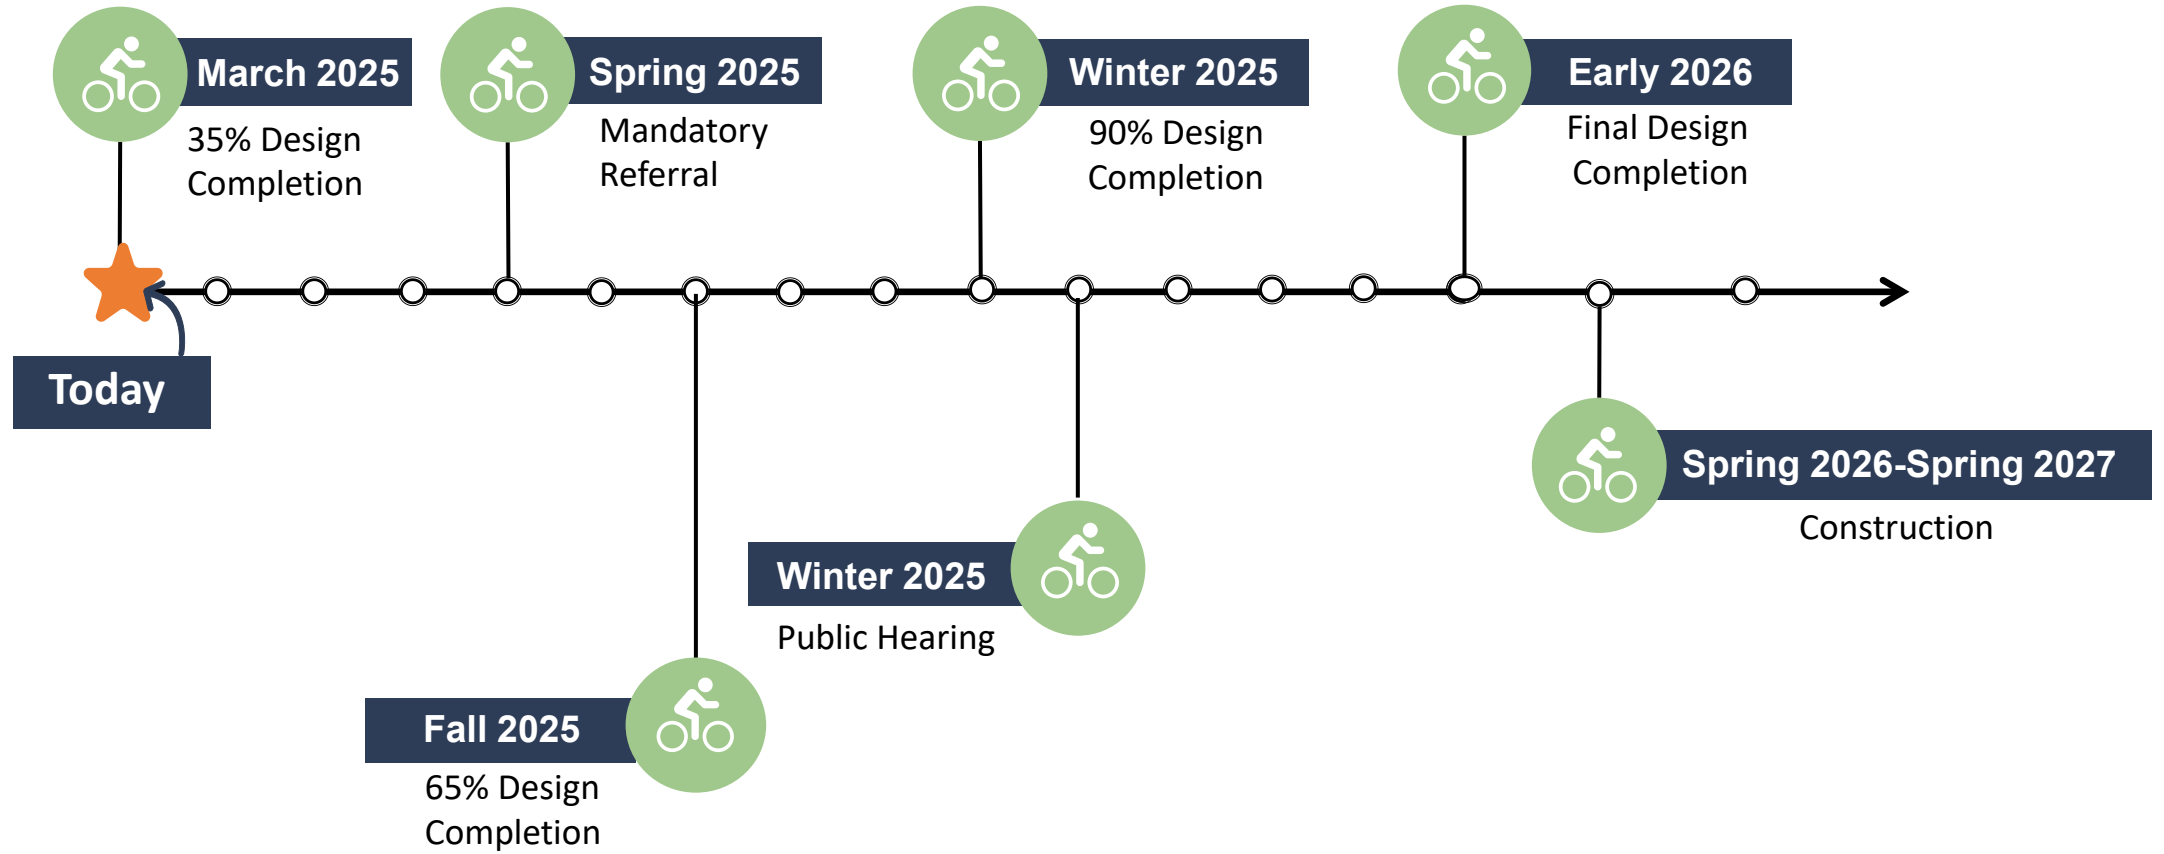 March 2025
35% Design
Completion
Spring 2025
Mandatory
Referral
Winter 2025
90% Design
Completion
Early 2026
Final Design
Completion
Today
Spring 2026-Spring 2027
Construction
Winter 2025
Public Hearing
Fall 2025
65% Design
Completion